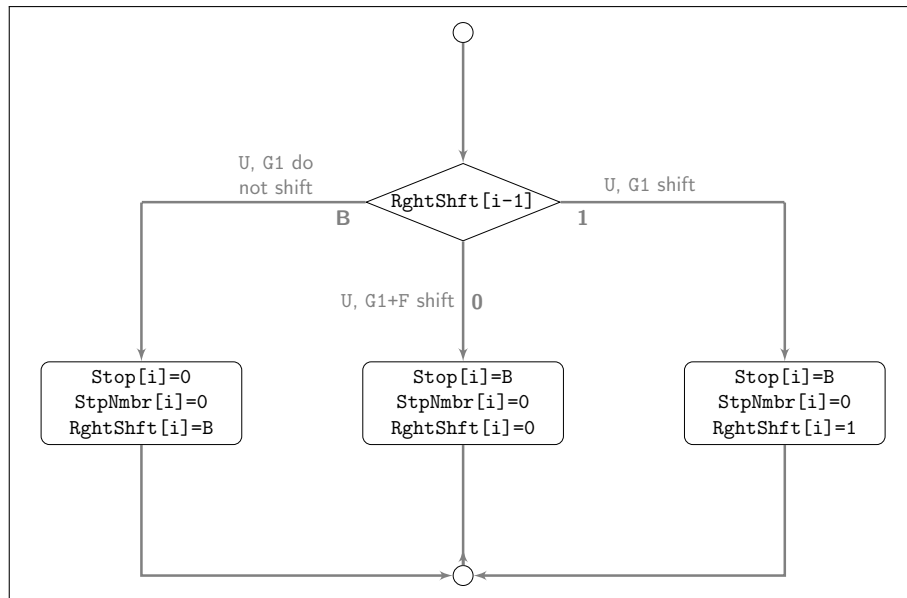 RghtShft[i-1]
U, G1 do
not shift
B
1
U, G1 shift
U, G1+F shift
0
Stop[i]=0
StpNmbr[i]=0
RghtShft[i]=B
Stop[i]=B
StpNmbr[i]=0
RghtShft[i]=0
Stop[i]=B
StpNmbr[i]=0
RghtShft[i]=1